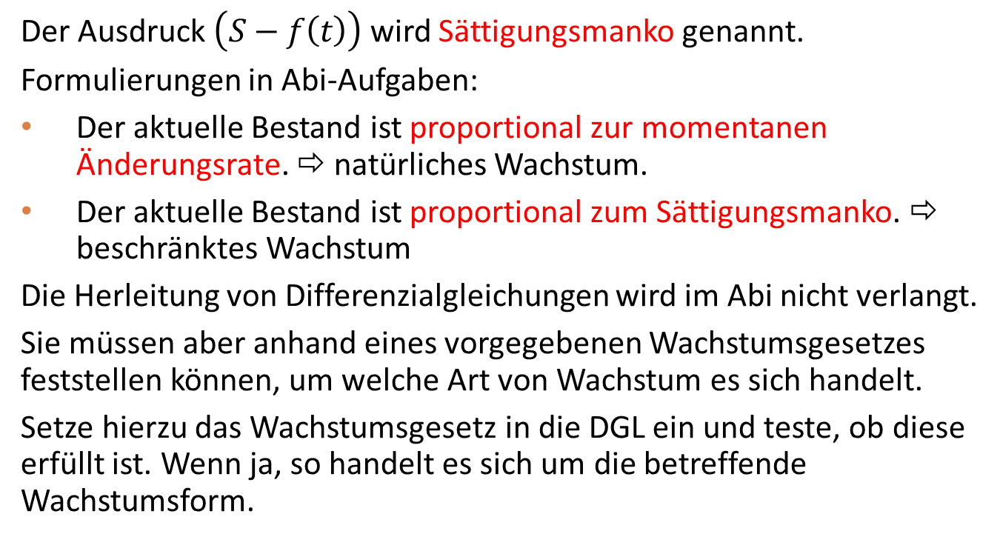 Der Ausdruck (S − f(t)) wird Sättigungsmanko genannt.
Formulierungen in Abi-Aufgaben:
• Der aktuelle Bestand ist proportional zur momentanen
Änderungsrate. ⇨ natürliches Wachstum.
• Der aktuelle Bestand ist proportional zum Sättigungsmanko. ⇨
beschränktes Wachstum
Die Herleitung von Differenzialgleichungen wird im Abi nicht verlangt.
Sie müssen aber anhand eines vorgegebenen Wachstumsgesetzes
feststellen können, um welche Art von Wachstum es sich handelt.
Setze hierzu das Wachstumsgesetz in die DGL ein und teste, ob diese
erfüllt ist. Wenn ja, so handelt es sich um die betreffende
Wachstumsform.